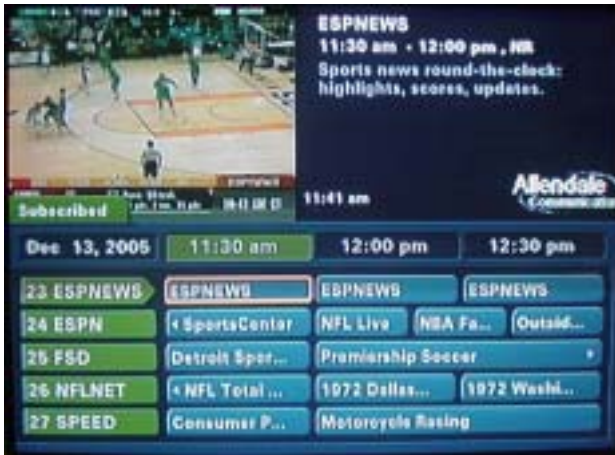 ESPNEWS
11:30 am - 12:00 pm , NR
Sports news round-the-clock:
highlights, scores, updates.
11:41 am
Allendale
Communicatio
Subscribed
Dec 13, 2005 11:30 am 12:00 pm 12:30 pm
23 ESPNEWS ESPNEWS ESPNEWS ESPNEWS
24 ESPN SportsCenter NFL Live NBA Fa... Outsid...
25 FSD Detroit Spor... Premiership Soccer
26 NFLNET NFL Total ... 1972 Dallas... 1972 Washi...
27 SPEED Consumer P... Motorcycle Racing